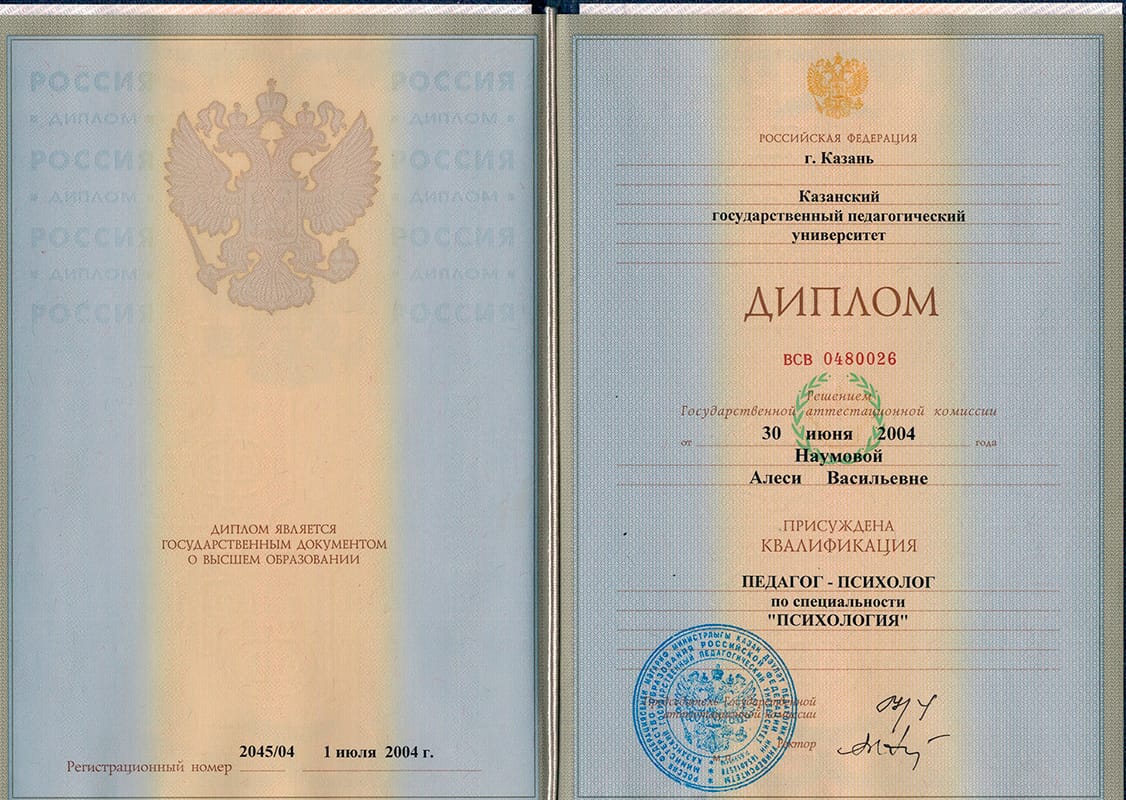 РОССИЯ РОССИЯ
ДИПЛОМ ДИПЛОМ
РОССИЯ РОССИЯ
ДИПЛОМ ДИПЛОМ
РОССИЯ РОССИЯ
ДИПЛОМ ДИПЛОМ
РОССИЯ РОССИЯ
ДИПЛОМ ЯВЛЯЕТСЯ
ГОСУДАРСТВЕННЫМ ДОКУМЕНТОМ
О ВЫСШЕМ ОБРАЗОВАНИИ
Регистрационный номер 2045/04 1 июля 2004 г.
РОССИЙСКАЯ ФЕДЕРАЦИЯ
г. Казань
Казанский
государственный педагогический
университет
ДИПЛОМ
ВСВ 0480026
Решением
Государственной аттестационной комиссии
от 30 июня 2004 года
Наумовой
Алеси Васильевне
ПРИСУЖДЕНА
КВАЛИФИКАЦИЯ
ПЕДАГОГ - ПСИХОЛОГ
по специальности
"ПСИХОЛОГИЯ"
Председатель Государственной
аттестационной комиссии
Ректор